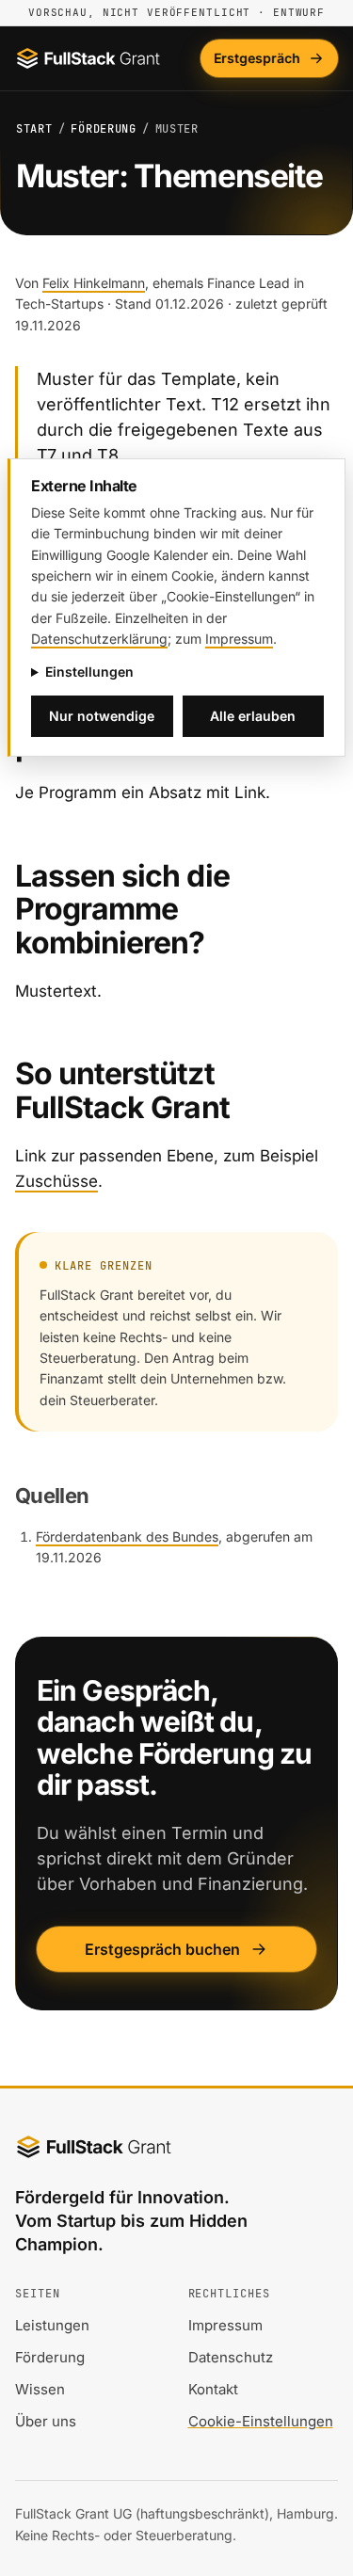 VORSCHAU, NICHT VERÖFFENTLICHT · ENTWURF
FullStack Grant
Erstgespräch →
START / FÖRDERUNG / MUSTER
Muster: Themenseite
Von Felix Hinkelmann, ehemals Finance Lead in
Tech-Startups · Stand 01.12.2026 · zuletzt geprüft
19.11.2026
Muster für das Template, kein
veröffentlichter Text. T12 ersetzt ihn
durch die freigegebenen Texte aus
T7 und T8.
Externe Inhalte
Diese Seite kommt ohne Tracking aus. Nur für
die Terminbuchung binden wir mit deiner
Einwilligung Google Kalender ein. Deine Wahl
speichern wir in einem Cookie, ändern kannst
du sie jederzeit über „Cookie-Einstellungen“ in
der Fußzeile. Einzelheiten in der
Datenschutzerklärung; zum Impressum.
▶ Einstellungen
Nur notwendige
Alle erlauben
Je Programm ein Absatz mit Link.
Lassen sich die
Programme
kombinieren?
Mustertext.
So unterstützt
FullStack Grant
Link zur passenden Ebene, zum Beispiel
Zuschüsse.
KLARE GRENZEN
FullStack Grant bereitet vor, du
entscheidest und reichst selbst ein. Wir
leisten keine Rechts- und keine
Steuerberatung. Den Antrag beim
Finanzamt stellt dein Unternehmen bzw.
dein Steuerberater.
Quellen
1. Förderdatenbank des Bundes, abgerufen am
19.11.2026
Ein Gespräch,
danach weißt du,
welche Förderung zu
dir passt.
Du wählst einen Termin und
sprichst direkt mit dem Gründer
über Vorhaben und Finanzierung.
Erstgespräch buchen →
FullStack Grant
Fördergeld für Innovation.
Vom Startup bis zum Hidden
Champion.
SEITEN
Leistungen
Förderung
Wissen
Über uns
RECHTLICHES
Impressum
Datenschutz
Kontakt
Cookie-Einstellungen
FullStack Grant UG (haftungsbeschränkt), Hamburg.
Keine Rechts- oder Steuerberatung.